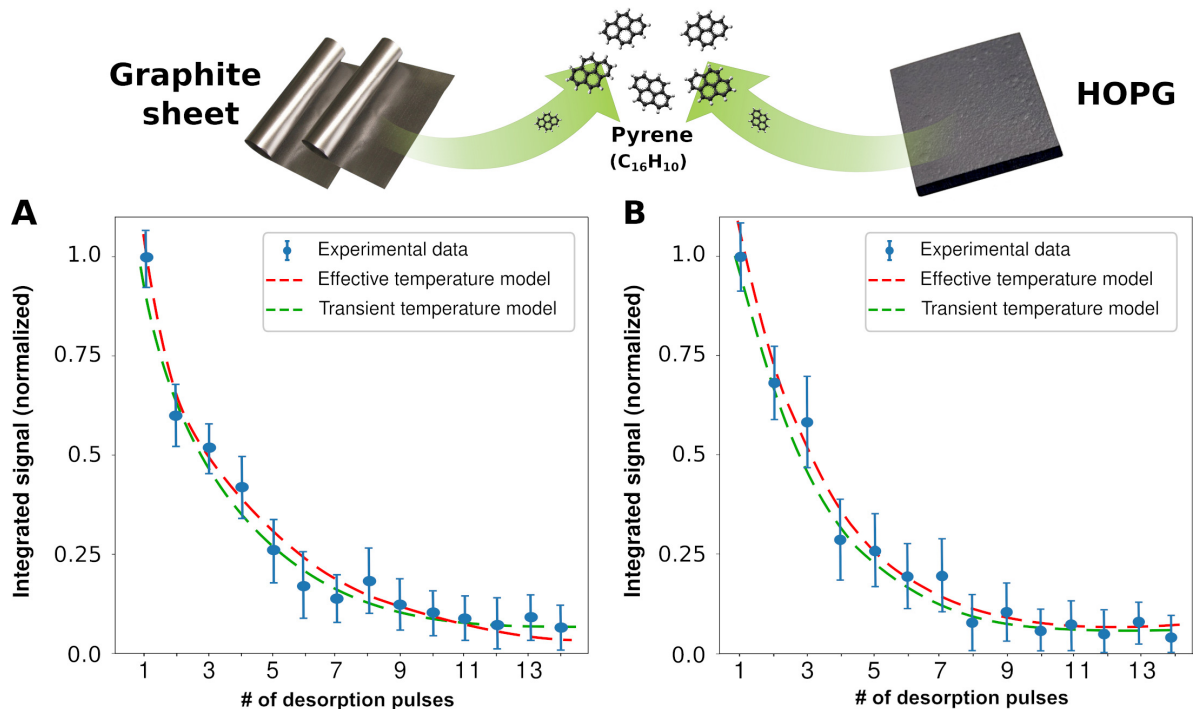 Graphite
sheet
Pyrene
(C₁₆H₁₀)
HOPG
A
Integrated signal (normalized)
1.0
0.75
0.5
0.25
0.0
Experimental data
Effective temperature model
Transient temperature model
1 3 5 7 9 11 13
# of desorption pulses
B
Integrated signal (normalized)
1.0
0.75
0.5
0.25
0.0
Experimental data
Effective temperature model
Transient temperature model
1 3 5 7 9 11 13
# of desorption pulses